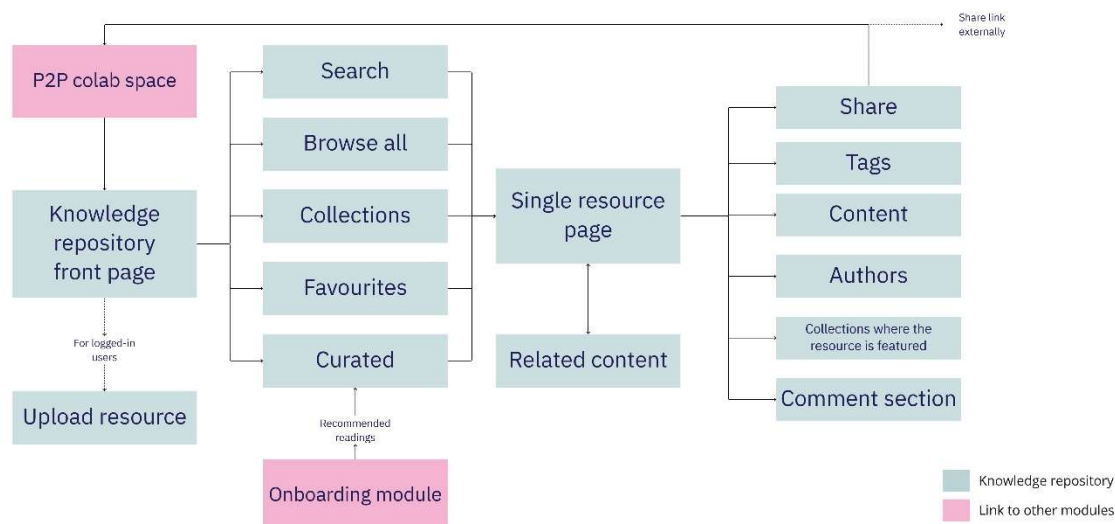 Share link
externally
P2P colab space
Search
Share
Browse all
Tags
Knowledge
repository
front page
Collections
Single resource
page
Content
Favourites
Authors
For logged-in
users
Curated
Related content
Collections where the
resource is featured
Upload resource
Comment section
Recommended
readings
Onboarding module
Knowledge repository
Link to other modules